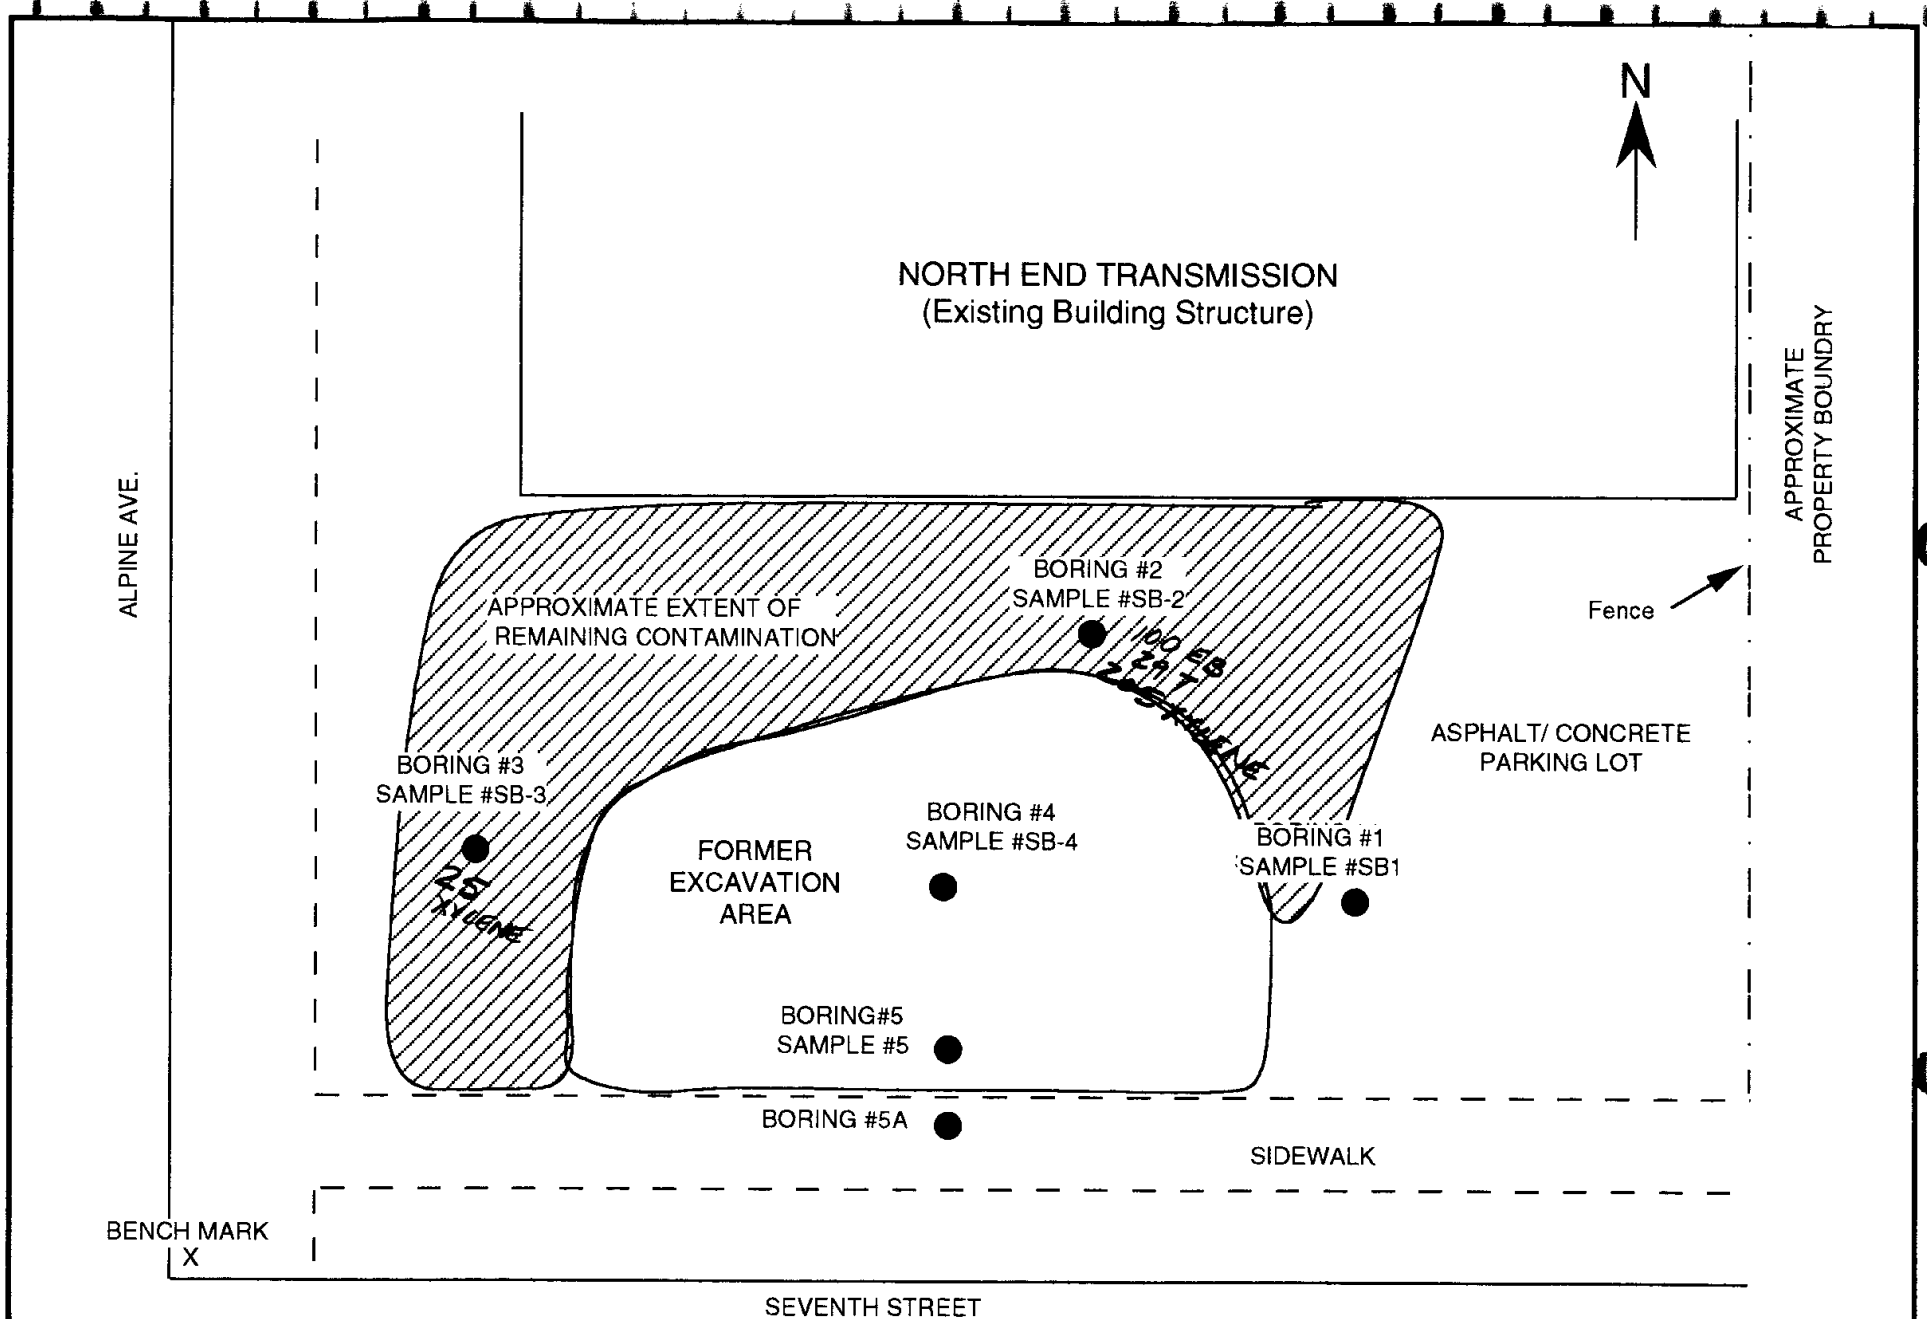 N
NORTH END TRANSMISSION
(Existing Building Structure)
APPROXIMATE
PROPERTY BOUNDRY
ALPINE AVE.
BORING #2
SAMPLE #SB-2
APPROXIMATE EXTENT OF
REMAINING CONTAMINATION
Fence
100 EB
29 T
XYLENE
ASPHALT/ CONCRETE
PARKING LOT
BORING #3
SAMPLE #SB-3
25
XYLENE
BORING #4
SAMPLE #SB-4
FORMER
EXCAVATION
AREA
BORING #1
SAMPLE #SB1
BORING#5
SAMPLE #5
BORING #5A
SIDEWALK
BENCH MARK
X
SEVENTH STREET